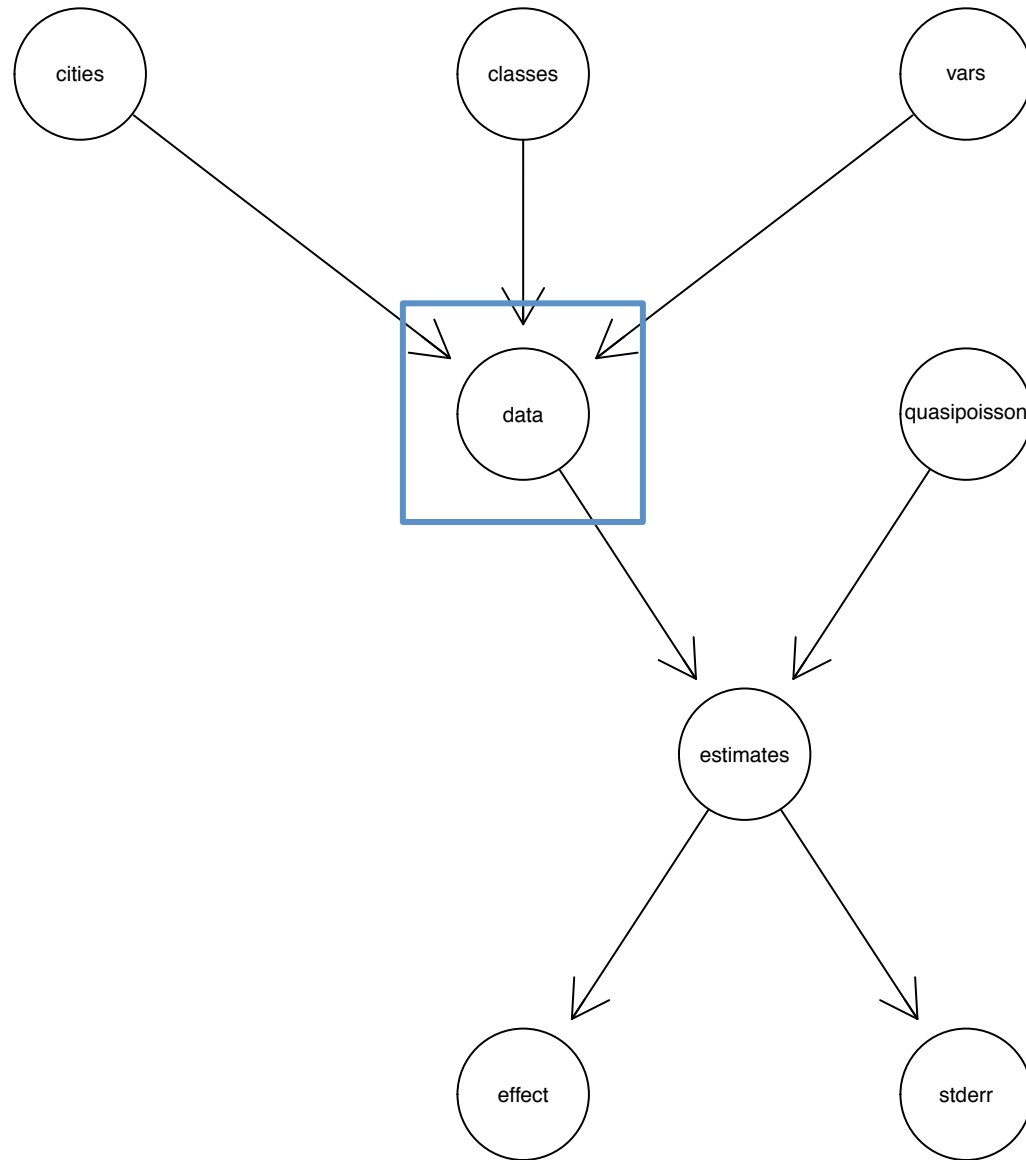 cities
classes
vars
data
quasipoisson
estimates
effect
stderr